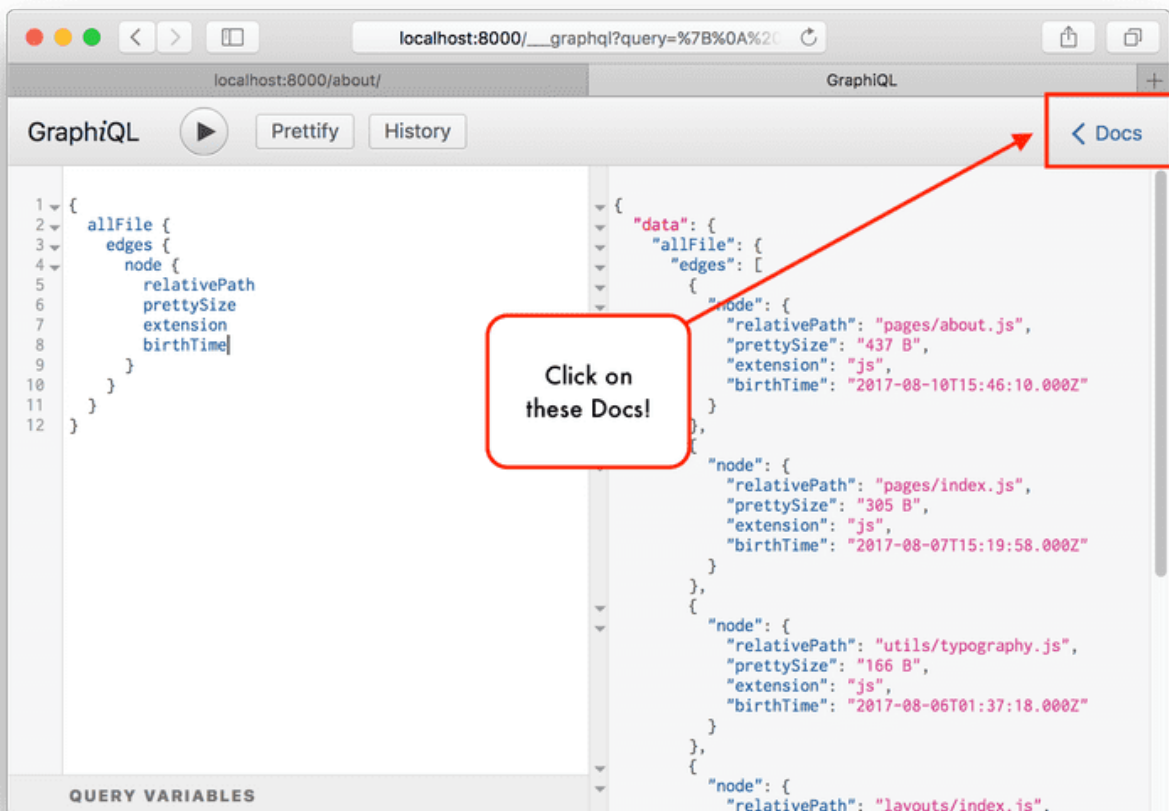 localhost:8000/___graphql?query=%7B%0A%20
localhost:8000/about/
GraphiQL
+
GraphiQL
Prettify
History
< Docs
1 {
2 allFile {
3 edges {
4 node {
5 relativePath
6 prettySize
7 extension
8 birthTime
9 }
10 }
11 }
12 }
QUERY VARIABLES
Click on
these Docs!
{
"data": {
"allFile": {
"edges": [
{
"node": {
"relativePath": "pages/about.js",
"prettySize": "437 B",
"extension": "js",
"birthTime": "2017-08-10T15:46:10.000Z"
}
},
{
"node": {
"relativePath": "pages/index.js",
"prettySize": "305 B",
"extension": "js",
"birthTime": "2017-08-07T15:19:58.000Z"
}
},
{
"node": {
"relativePath": "utils/typography.js",
"prettySize": "166 B",
"extension": "js",
"birthTime": "2017-08-06T01:37:18.000Z"
}
},
{
"node": {
"relativePath": "layouts/index.js",